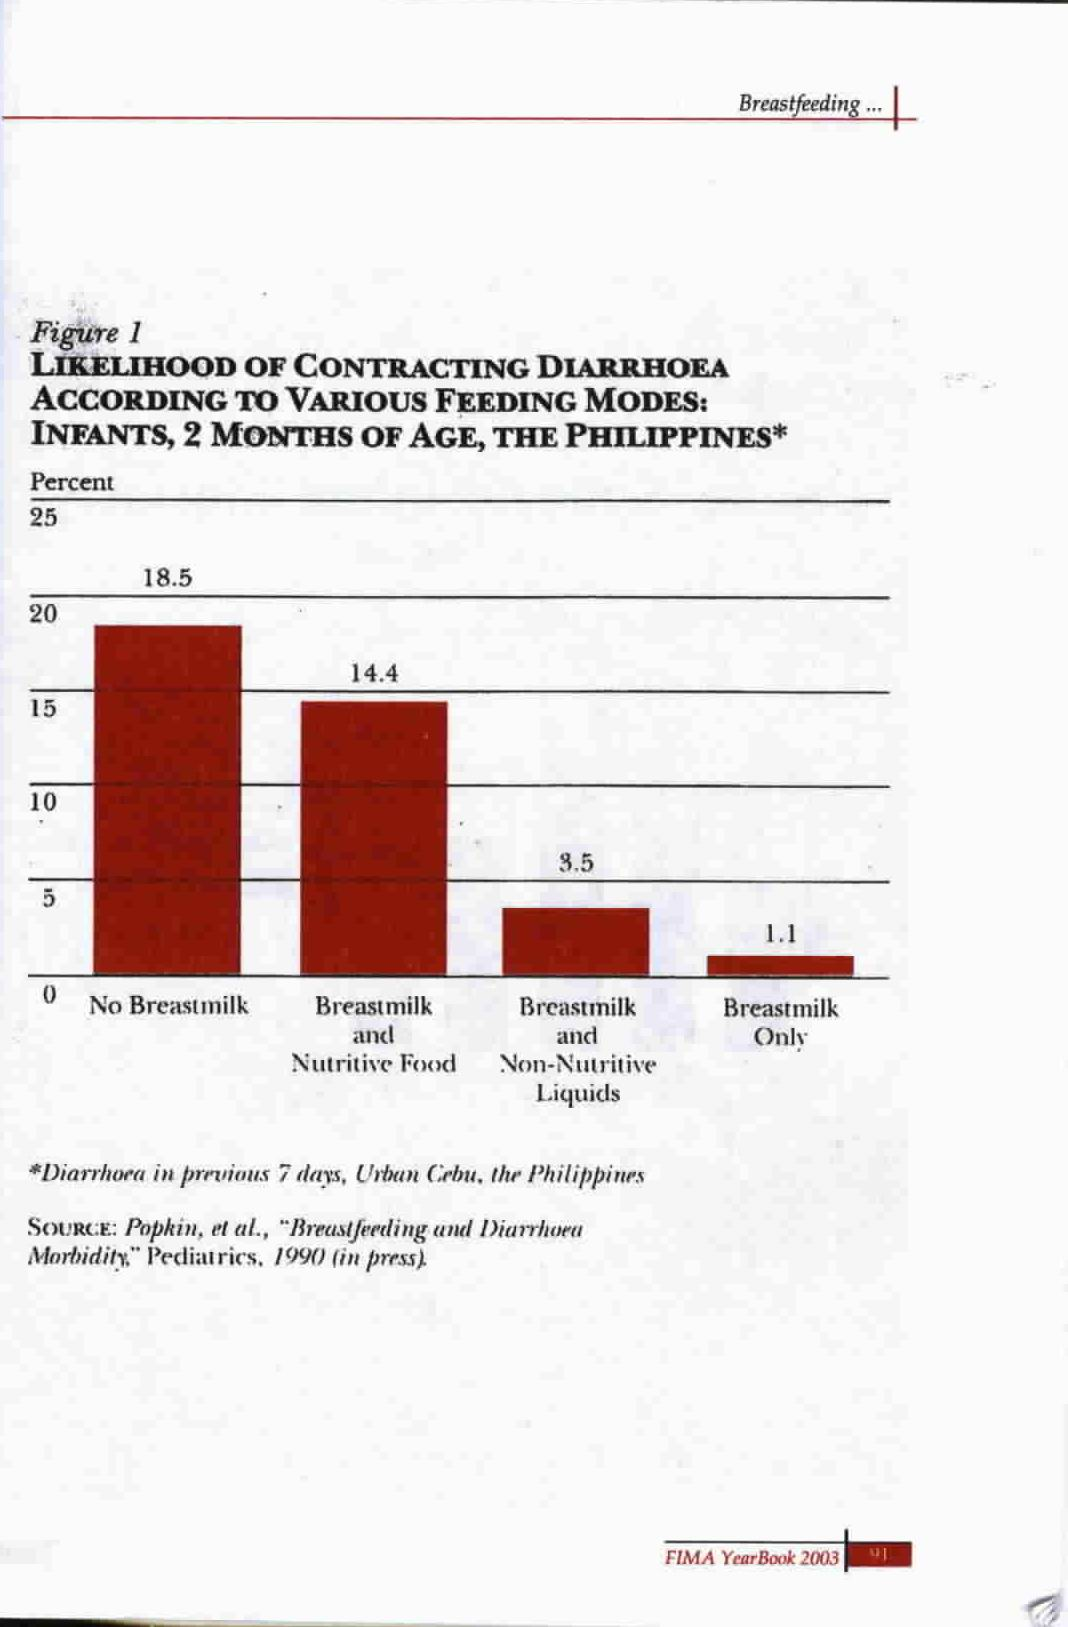 Breastfeeding ...
Figure 1
LIKELIHOOD OF CONTRACTING DIARRHOEA
ACCORDING TO VARIOUS FEEDING MODES:
INFANTS, 2 MONTHS OF AGE, THE PHILIPPINES*
Percent
25
18.5
20
14.4
15
10
3.5
5
1.1
0
No Breastmilk
Breastmilk
and
Nutritive Food
Breastmilk
and
Non-Nutritive
Liquids
Breastmilk
Only
*Diarrhoea in previous 7 days, Urban Cebu, the Philippines
SOURCE: Popkin, et al., "Breastfeeding and Diarrhoea
Morbidity," Pediatrics, 1990 (in press).
FIMA YearBook 2003
91